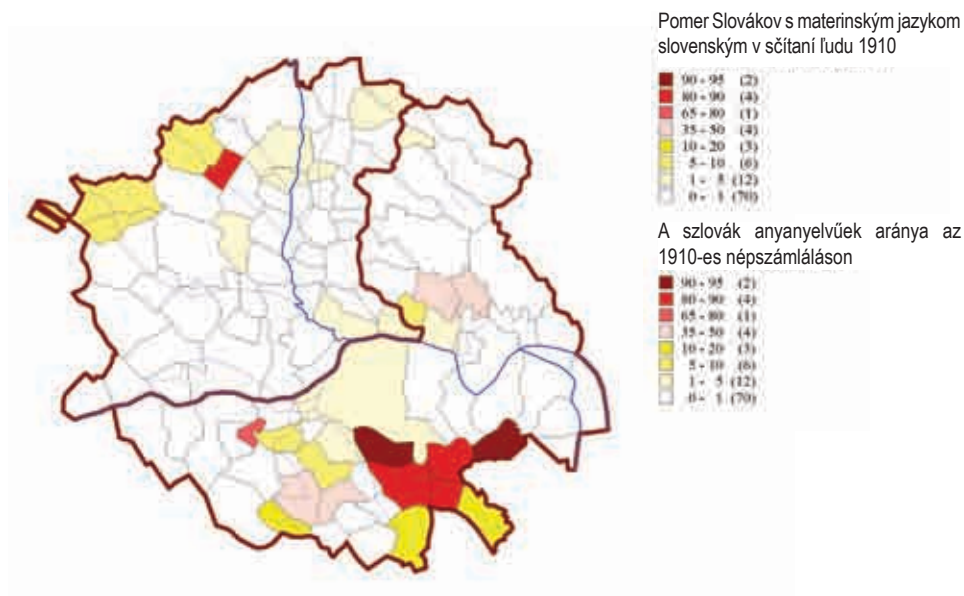 Pomer Slovákov s materinským jazykom
slovenským v sčítaní ľudu 1910
90 - 95 (2)
80 - 90 (4)
65 - 80 (1)
35 - 50 (4)
10 - 20 (3)
5 - 10 (6)
1 - 5 (12)
0 - 1 (70)
A szlovák anyanyelvűek aránya az
1910-es népszámláláson
90 - 95 (2)
80 - 90 (4)
65 - 80 (1)
35 - 50 (4)
10 - 20 (3)
5 - 10 (6)
1 - 5 (12)
0 - 1 (70)